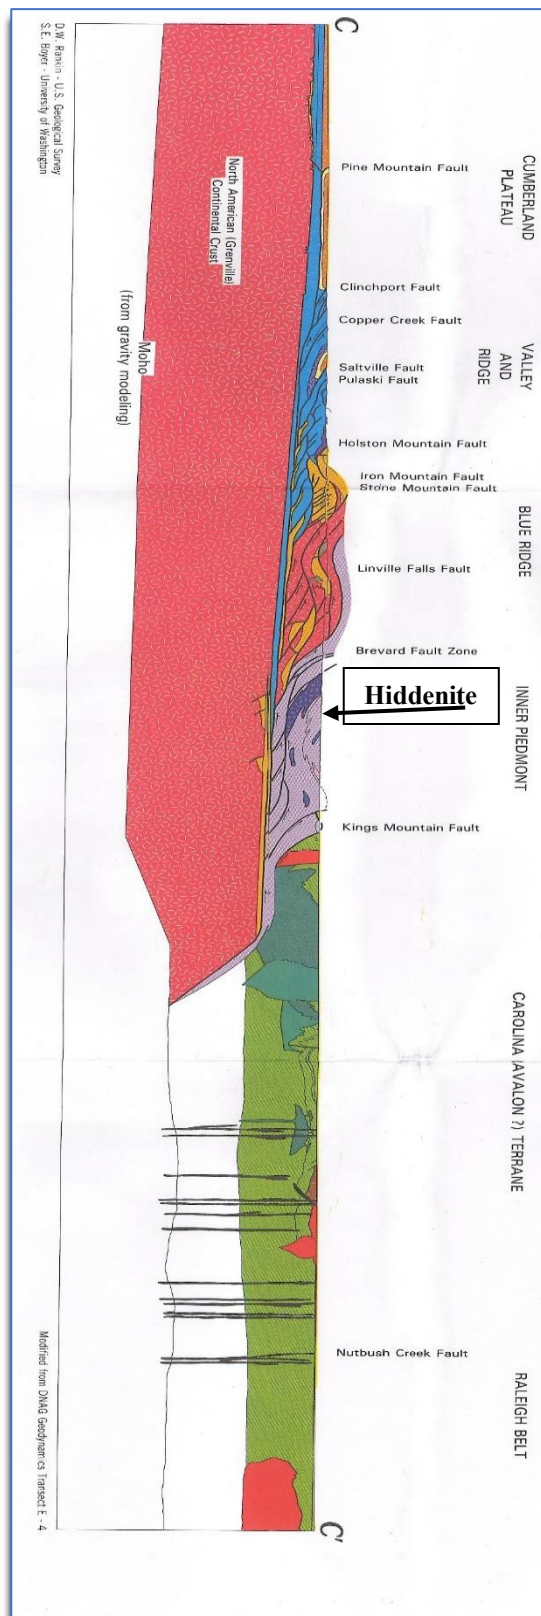 C
CUMBERLAND
PLATEAU
Pine Mountain Fault
Clinchport Fault
Copper Creek Fault
VALLEY
AND
RIDGE
Saltville Fault
Pulaski Fault
Holston Mountain Fault
Iron Mountain Fault
Stone Mountain Fault
BLUE RIDGE
Linville Falls Fault
Brevard Fault Zone
Hiddenite
INNER PIEDMONT
Kings Mountain Fault
CAROLINA (AVALON ?) TERRANE
Nutbush Creek Fault
RALEIGH BELT
C'
North American (Grenville)
Continental Crust
Moho
(from gravity modeling)
D.W. Rankin - U.S. Geological Survey
S.E. Boyer - University of Washington
Modified from DNAG Geodynamics Transect E - 4